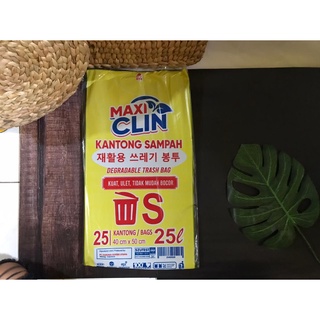 MAXI
CLIN
KANTONG SAMPAH
재활용 쓰레기 봉투
DEGRADABLE TRASH BAG
KUAT, ULET, TIDAK MUDAH BOCOR
S
25 KANTONG / BAGS 25ℓ
40 cm x 50 cm